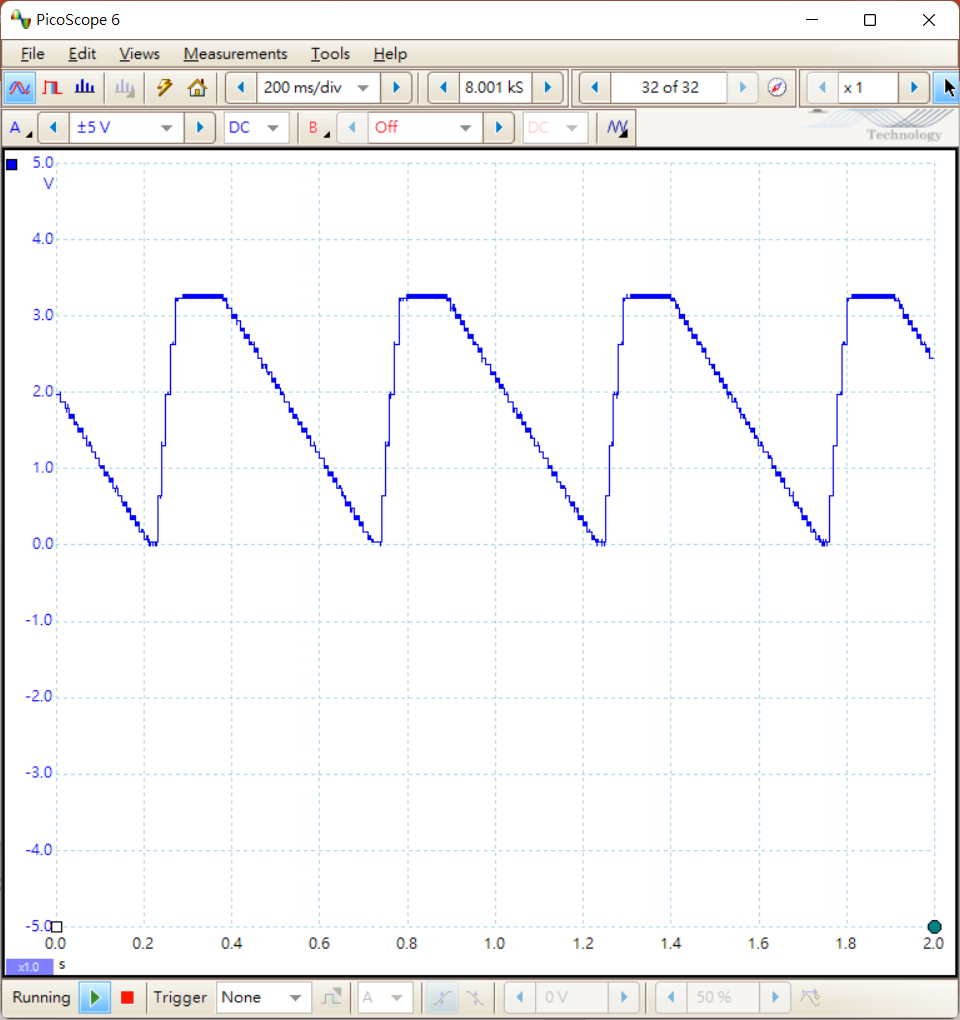 PicoScope 6
File Edit Views Measurements Tools Help
200 ms/div 8.001 kS 32 of 32 x 1
A ±5 V DC B Off DC
Technology
5.0
V
4.0
3.0
2.0
1.0
0.0
-1.0
-2.0
-3.0
-4.0
-5.0
0.0 0.2 0.4 0.6 0.8 1.0 1.2 1.4 1.6 1.8 2.0
x1.0 s
Running Trigger None A 0 V 50 %